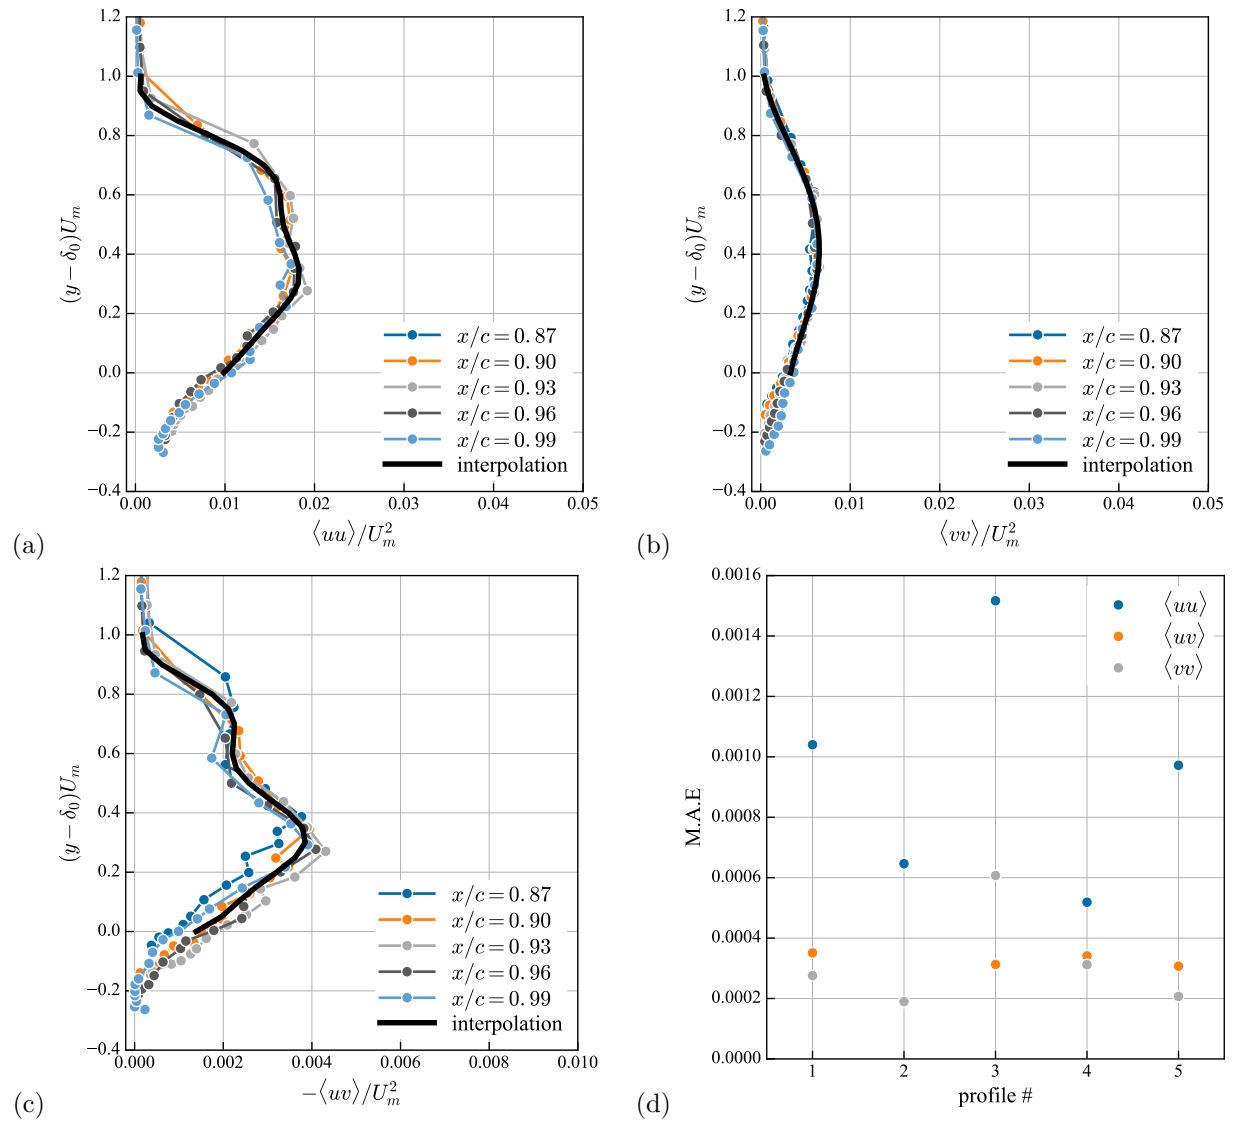 1.2
1.0
0.8
0.6
0.4
0.2
0.0
−0.2
−0.4
(y − δ₀)Uₘ
x/c = 0.87
x/c = 0.90
x/c = 0.93
x/c = 0.96
x/c = 0.99
interpolation
0.00 0.01 0.02 0.03 0.04 0.05
⟨uu⟩/Uₘ²
(a)
1.2
1.0
0.8
0.6
0.4
0.2
0.0
−0.2
−0.4
(y − δ₀)Uₘ
x/c = 0.87
x/c = 0.90
x/c = 0.93
x/c = 0.96
x/c = 0.99
interpolation
0.00 0.01 0.02 0.03 0.04 0.05
⟨vv⟩/Uₘ²
(b)
1.2
1.0
0.8
0.6
0.4
0.2
0.0
−0.2
−0.4
(y − δ₀)Uₘ
x/c = 0.87
x/c = 0.90
x/c = 0.93
x/c = 0.96
x/c = 0.99
interpolation
0.000 0.002 0.004 0.006 0.008 0.010
−⟨uv⟩/Uₘ²
(c)
0.0016
0.0014
0.0012
0.0010
0.0008
0.0006
0.0004
0.0002
0.0000
M.A.E
⟨uu⟩
⟨uv⟩
⟨vv⟩
1 2 3 4 5
profile #
(d)